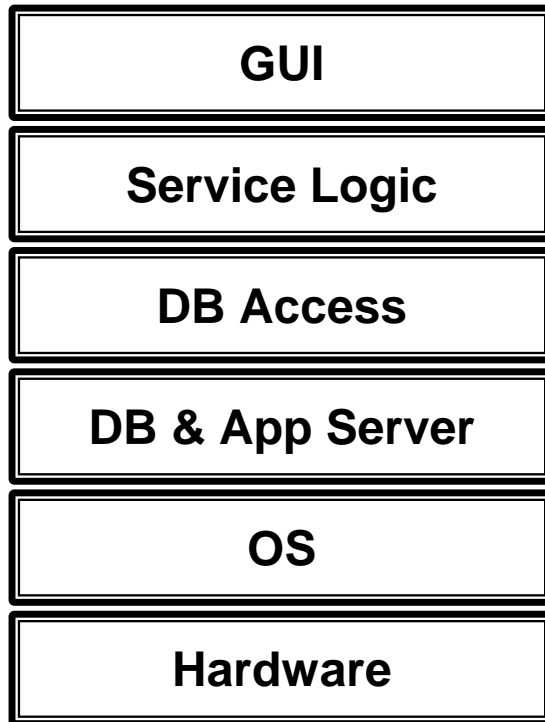 GUI
Service Logic
DB Access
DB & App Server
OS
Hardware